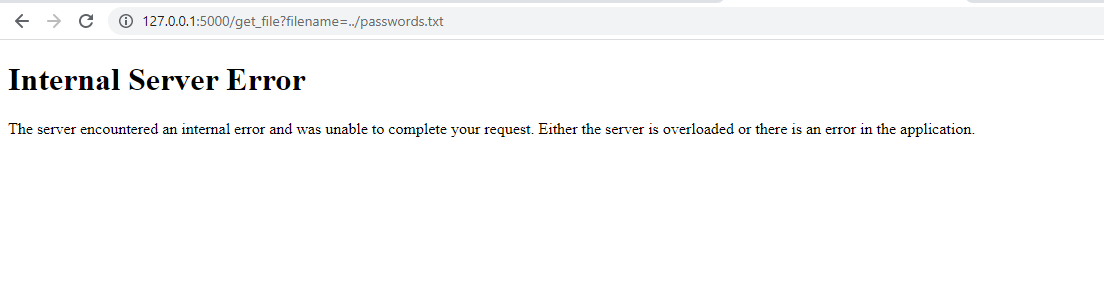 127.0.0.1:5000/get_file?filename=../passwords.txt
Internal Server Error
The server encountered an internal error and was unable to complete your request. Either the server is overloaded or there is an error in the application.